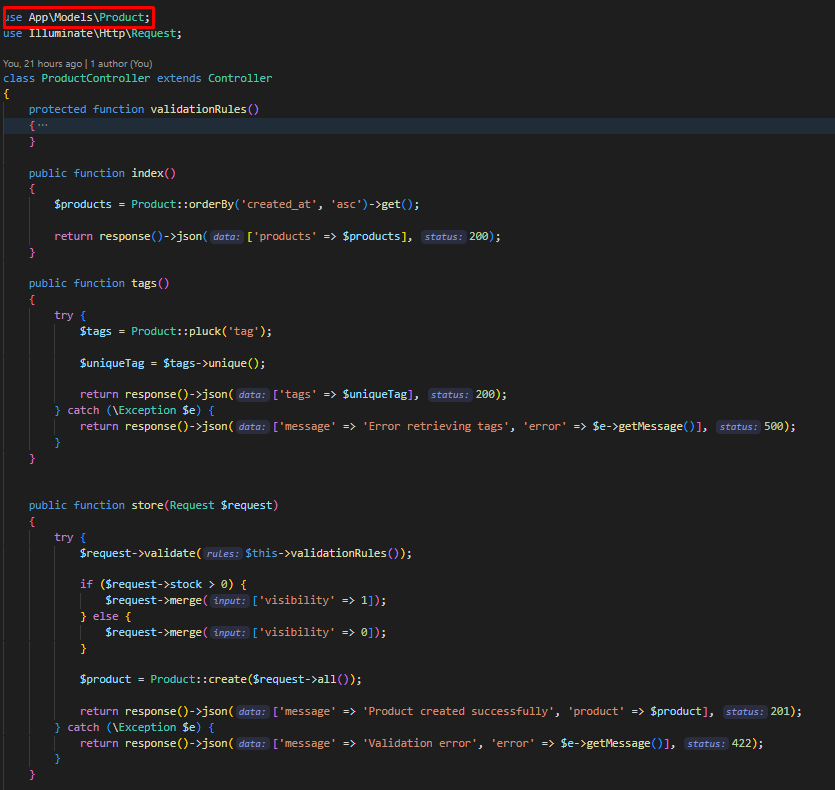 use App\Models\Product;
use Illuminate\Http\Request;
You, 21 hours ago | 1 author (You)
class ProductController extends Controller
{
    protected function validationRules()
    { ···
    }
    public function index()
    {
        $products = Product::orderBy('created_at', 'asc')->get();
        return response()->json( data: ['products' => $products], status: 200);
    }
    public function tags()
    {
        try {
            $tags = Product::pluck('tag');
            $uniqueTag = $tags->unique();
            return response()->json( data: ['tags' => $uniqueTag], status: 200);
        } catch (\Exception $e) {
            return response()->json( data: ['message' => 'Error retrieving tags', 'error' => $e->getMessage()], status: 500);
        }
    }
    public function store(Request $request)
    {
        try {
            $request->validate( rules: $this->validationRules());
            if ($request->stock > 0) {
                $request->merge( input: ['visibility' => 1]);
            } else {
                $request->merge( input: ['visibility' => 0]);
            }
            $product = Product::create($request->all());
            return response()->json( data: ['message' => 'Product created successfully', 'product' => $product], status: 201);
        } catch (\Exception $e) {
            return response()->json( data: ['message' => 'Validation error', 'error' => $e->getMessage()], status: 422);
        }
    }